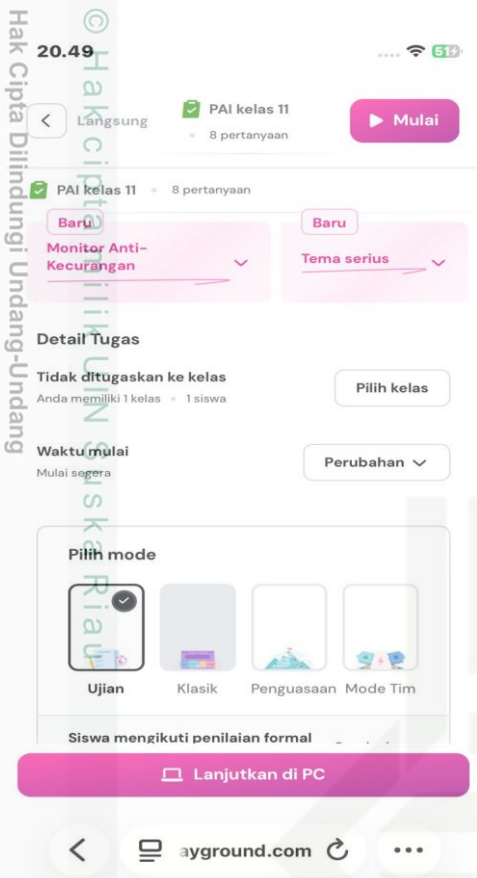 Hak Cipta Dilindungi Undang-Undang
© Hak cipta milik UIN Suska Riau
20.49
51
Langsung
PAI kelas 11
8 pertanyaan
Mulai
PAI kelas 11 • 8 pertanyaan
Baru
Monitor Anti-
Kecurangan
Baru
Tema serius
Detail Tugas
Tidak ditugaskan ke kelas
Anda memiliki 1 kelas • 1 siswa
Pilih kelas
Waktu mulai
Mulai segera
Perubahan
Pilih mode
Ujian
Klasik
Penguasaan
Mode Tim
Siswa mengikuti penilaian formal
Lanjutkan di PC
ayground.com